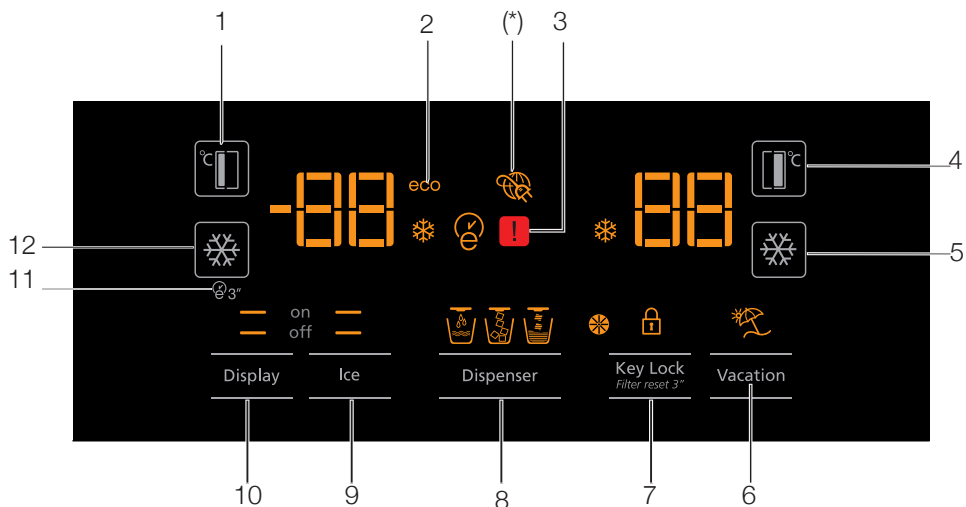 1 2 (*) 3
°C °C 4
-88 eco 88
12 e ! 5
11 e 3"
on
off
Display Ice Dispenser Key Lock Vacation
Filter reset 3"
10 9 8 7 6